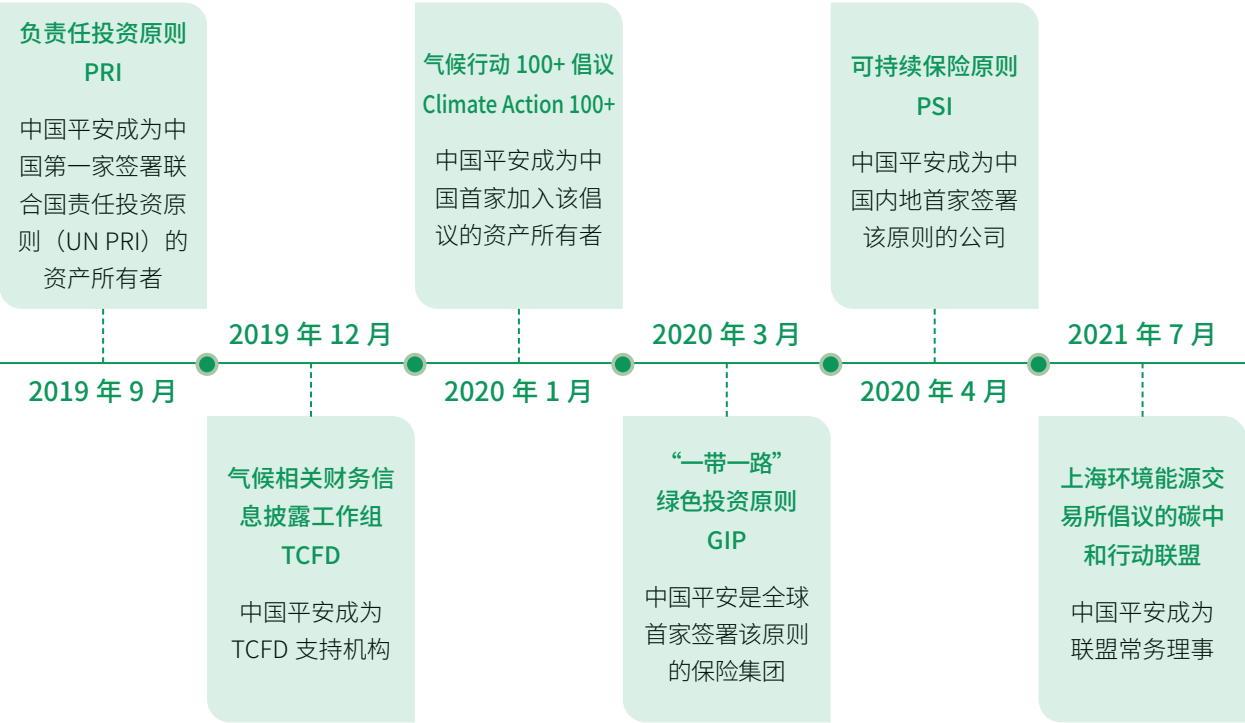 负责任投资原则
PRI
中国平安成为中
国第一家签署联
合国责任投资原
则（UN PRI）的
资产所有者
2019 年 9 月
2019 年 12 月
气候相关财务信
息披露工作组
TCFD
中国平安成为
TCFD 支持机构
气候行动 100+ 倡议
Climate Action 100+
中国平安成为中
国首家加入该倡
议的资产所有者
2020 年 1 月
2020 年 3 月
“一带一路”
绿色投资原则
GIP
中国平安是全球
首家签署该原则
的保险集团
可持续保险原则
PSI
中国平安成为中
国内地首家签署
该原则的公司
2020 年 4 月
2021 年 7 月
上海环境能源交
易所倡议的碳中
和行动联盟
中国平安成为
联盟常务理事